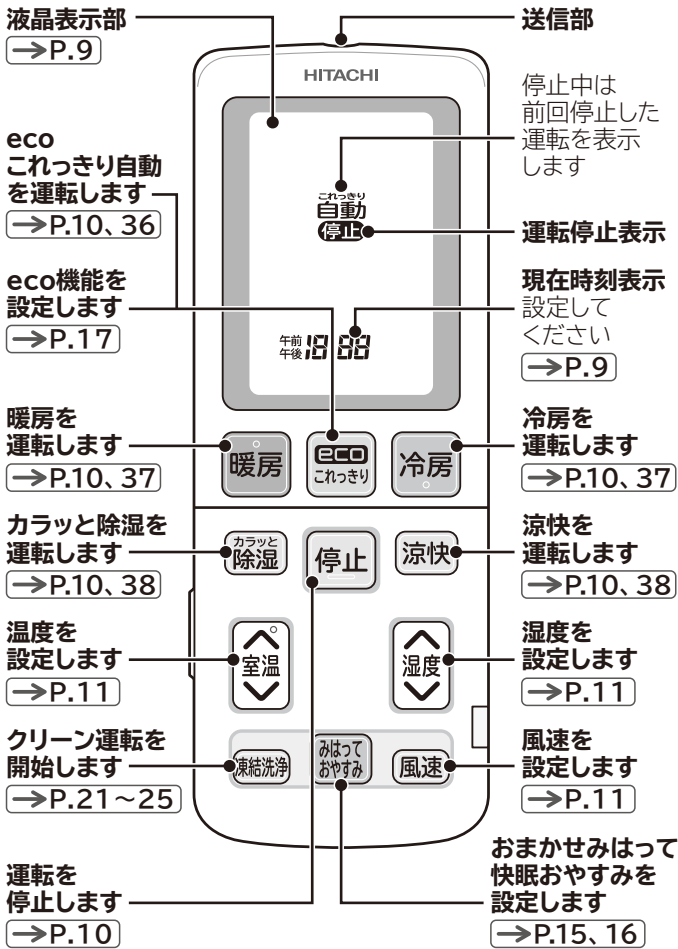 液晶表示部
→P.9
送信部
HITACHI
停止中は
前回停止した
運転を表示
します
eco
これっきり自動
を運転します
→P.10、36
これっきり
自動
停止
運転停止表示
eco機能を
設定します
→P.17
現在時刻表示
設定して
ください
→P.9
午前
午後
18 88
暖房を
運転します
→P.10、37
暖房
eco
これっきり
冷房
冷房を
運転します
→P.10、37
カラッと除湿を
運転します
→P.10、38
カラッと
除湿
停止
涼快
涼快を
運転します
→P.10、38
温度を
設定します
→P.11
室温
湿度
湿度を
設定します
→P.11
クリーン運転を
開始します
→P.21～25
凍結洗浄
みはって
おやすみ
風速
風速を
設定します
→P.11
運転を
停止します
→P.10
おまかせみはって
快眠おやすみを
設定します
→P.15、16